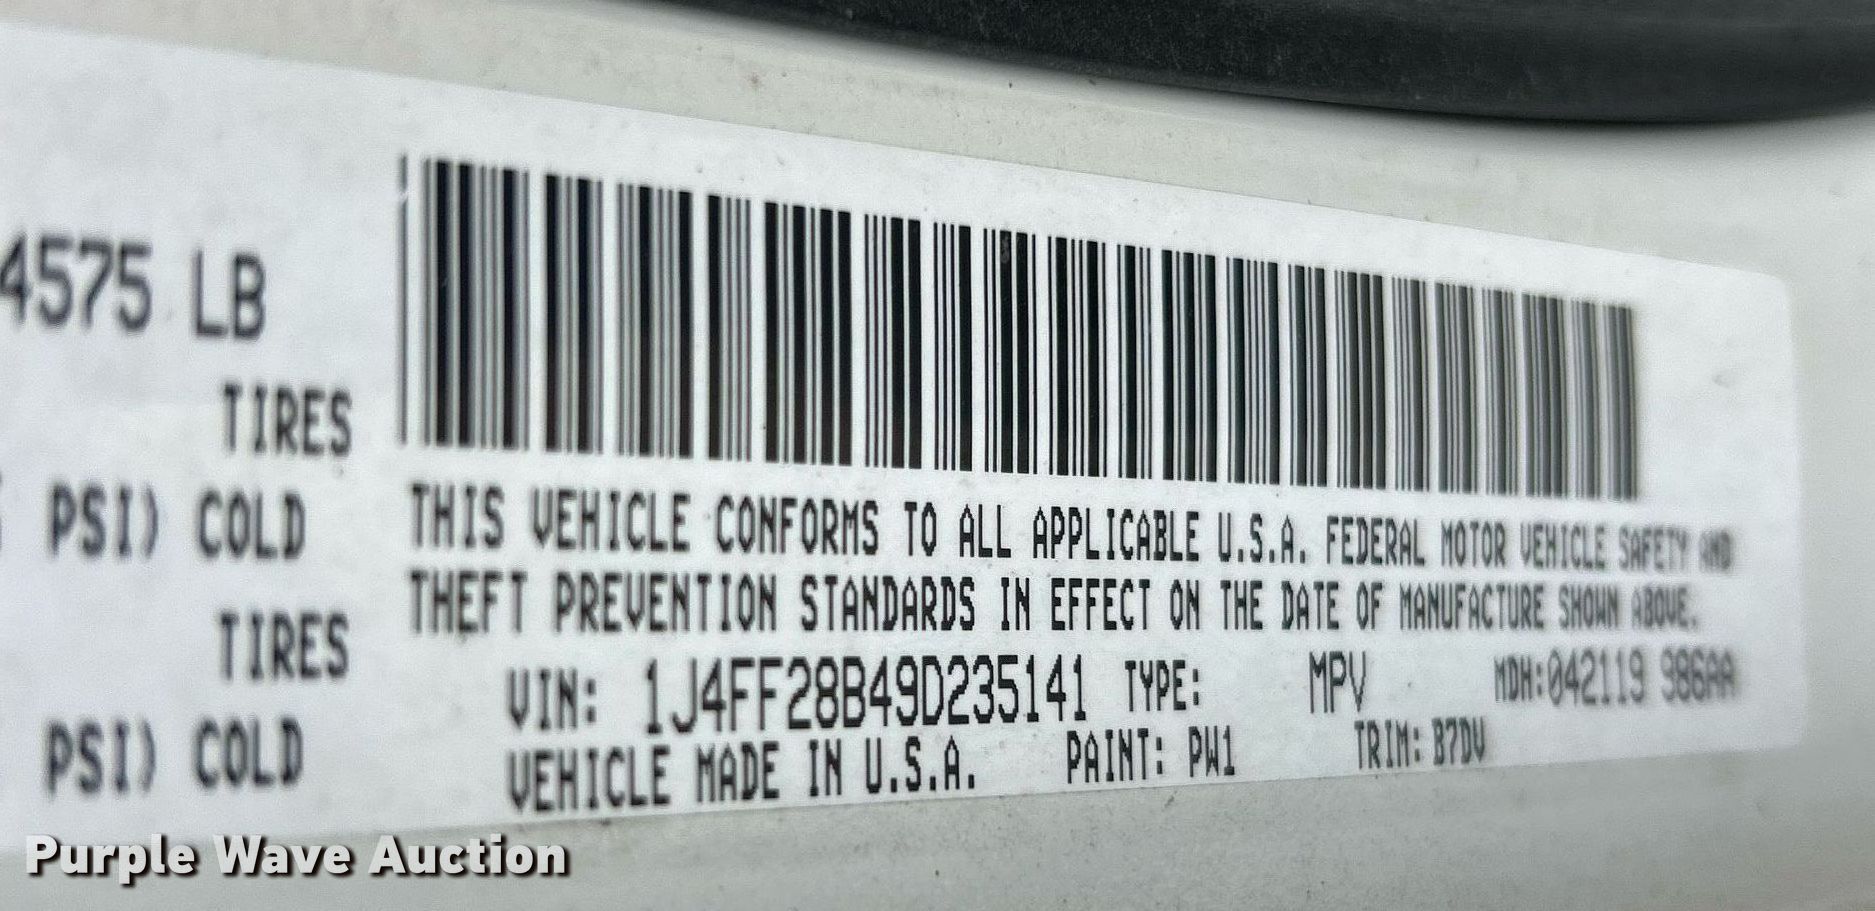 4575 LB
TIRES
PSI) COLD
TIRES
PSI) COLD
THIS VEHICLE CONFORMS TO ALL APPLICABLE U.S.A. FEDERAL MOTOR VEHICLE SAFETY AND
THEFT PREVENTION STANDARDS IN EFFECT ON THE DATE OF MANUFACTURE SHOWN ABOVE.
VIN: 1J4FF28B49D235141 TYPE: MPV MDH:042119 986AA
VEHICLE MADE IN U.S.A. PAINT: PW1 TRIM: B7DV
Purple Wave Auction